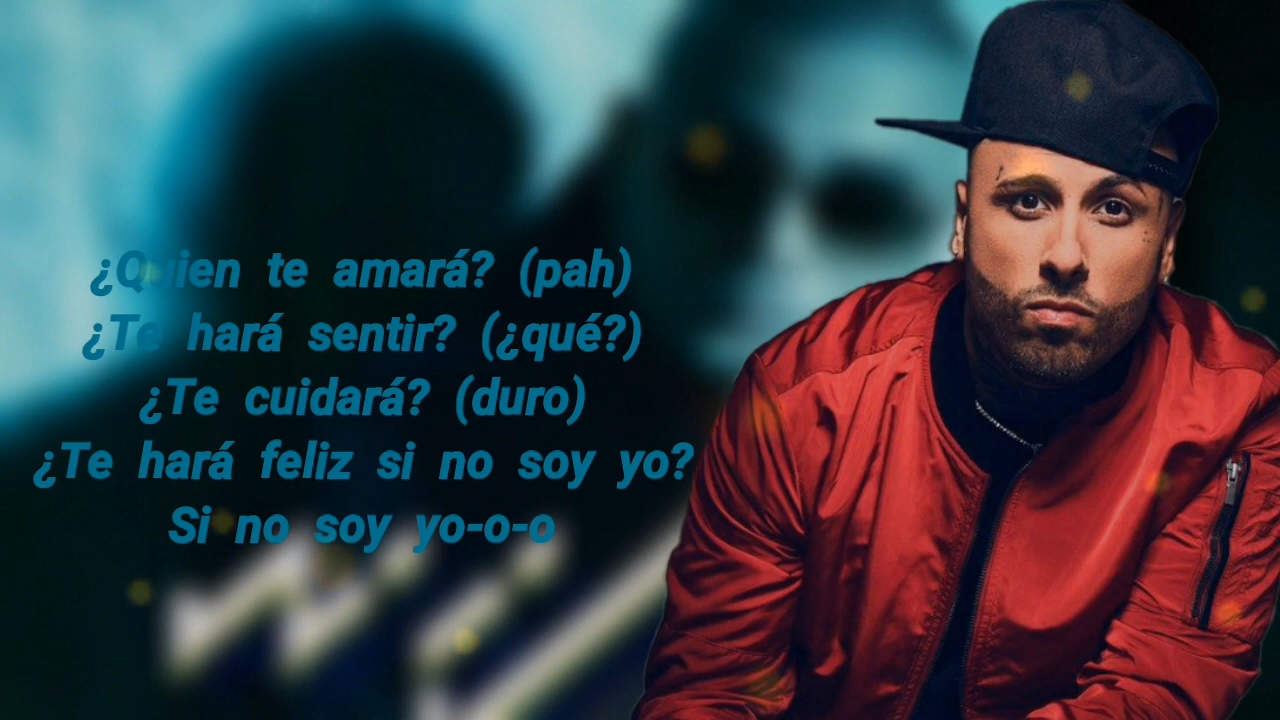 ¿Quien te amará? (pah)
¿Te hará sentir? (¿qué?)
¿Te cuidará? (duro)
¿Te hará feliz si no soy yo?
Si no soy yo-o-o